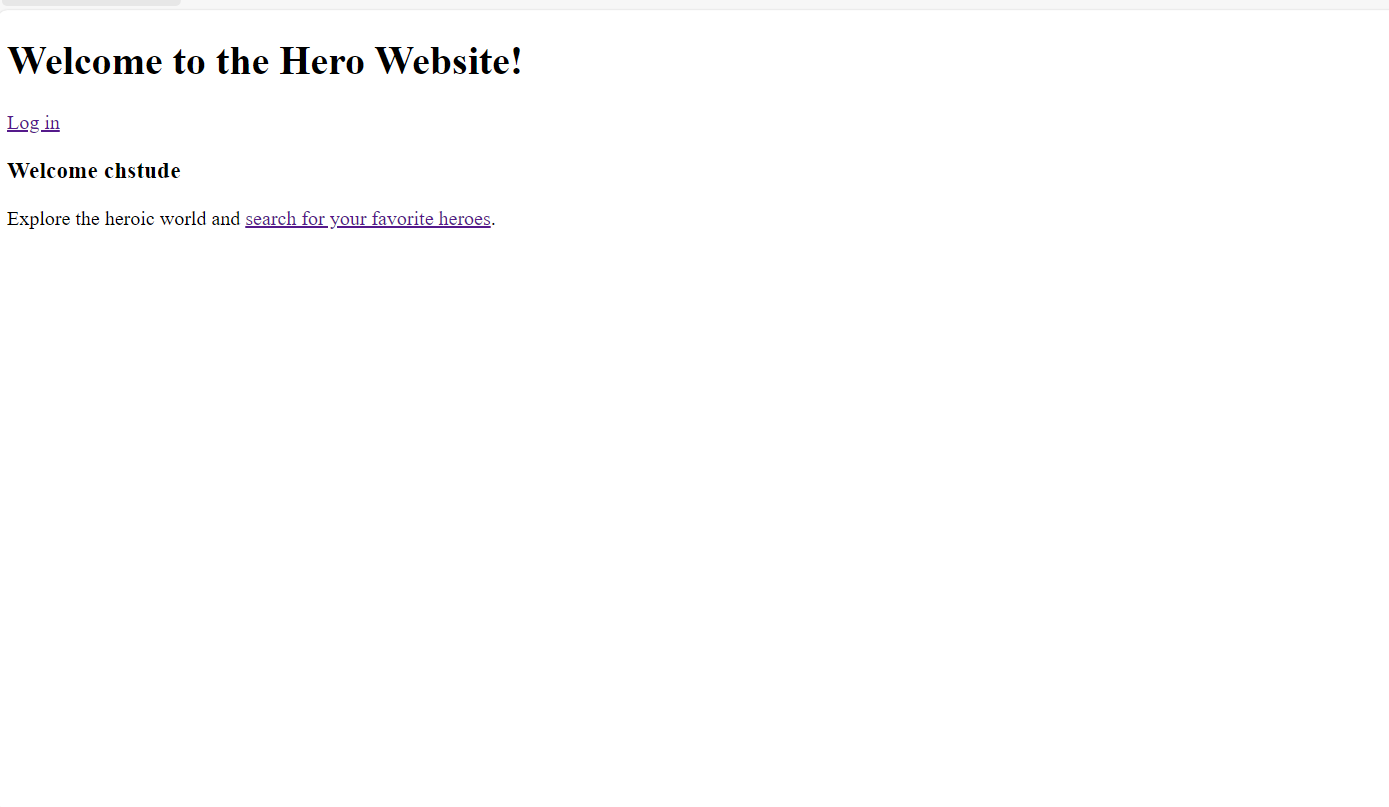 Welcome to the Hero Website!
Log in
Welcome chstude
Explore the heroic world and search for your favorite heroes.